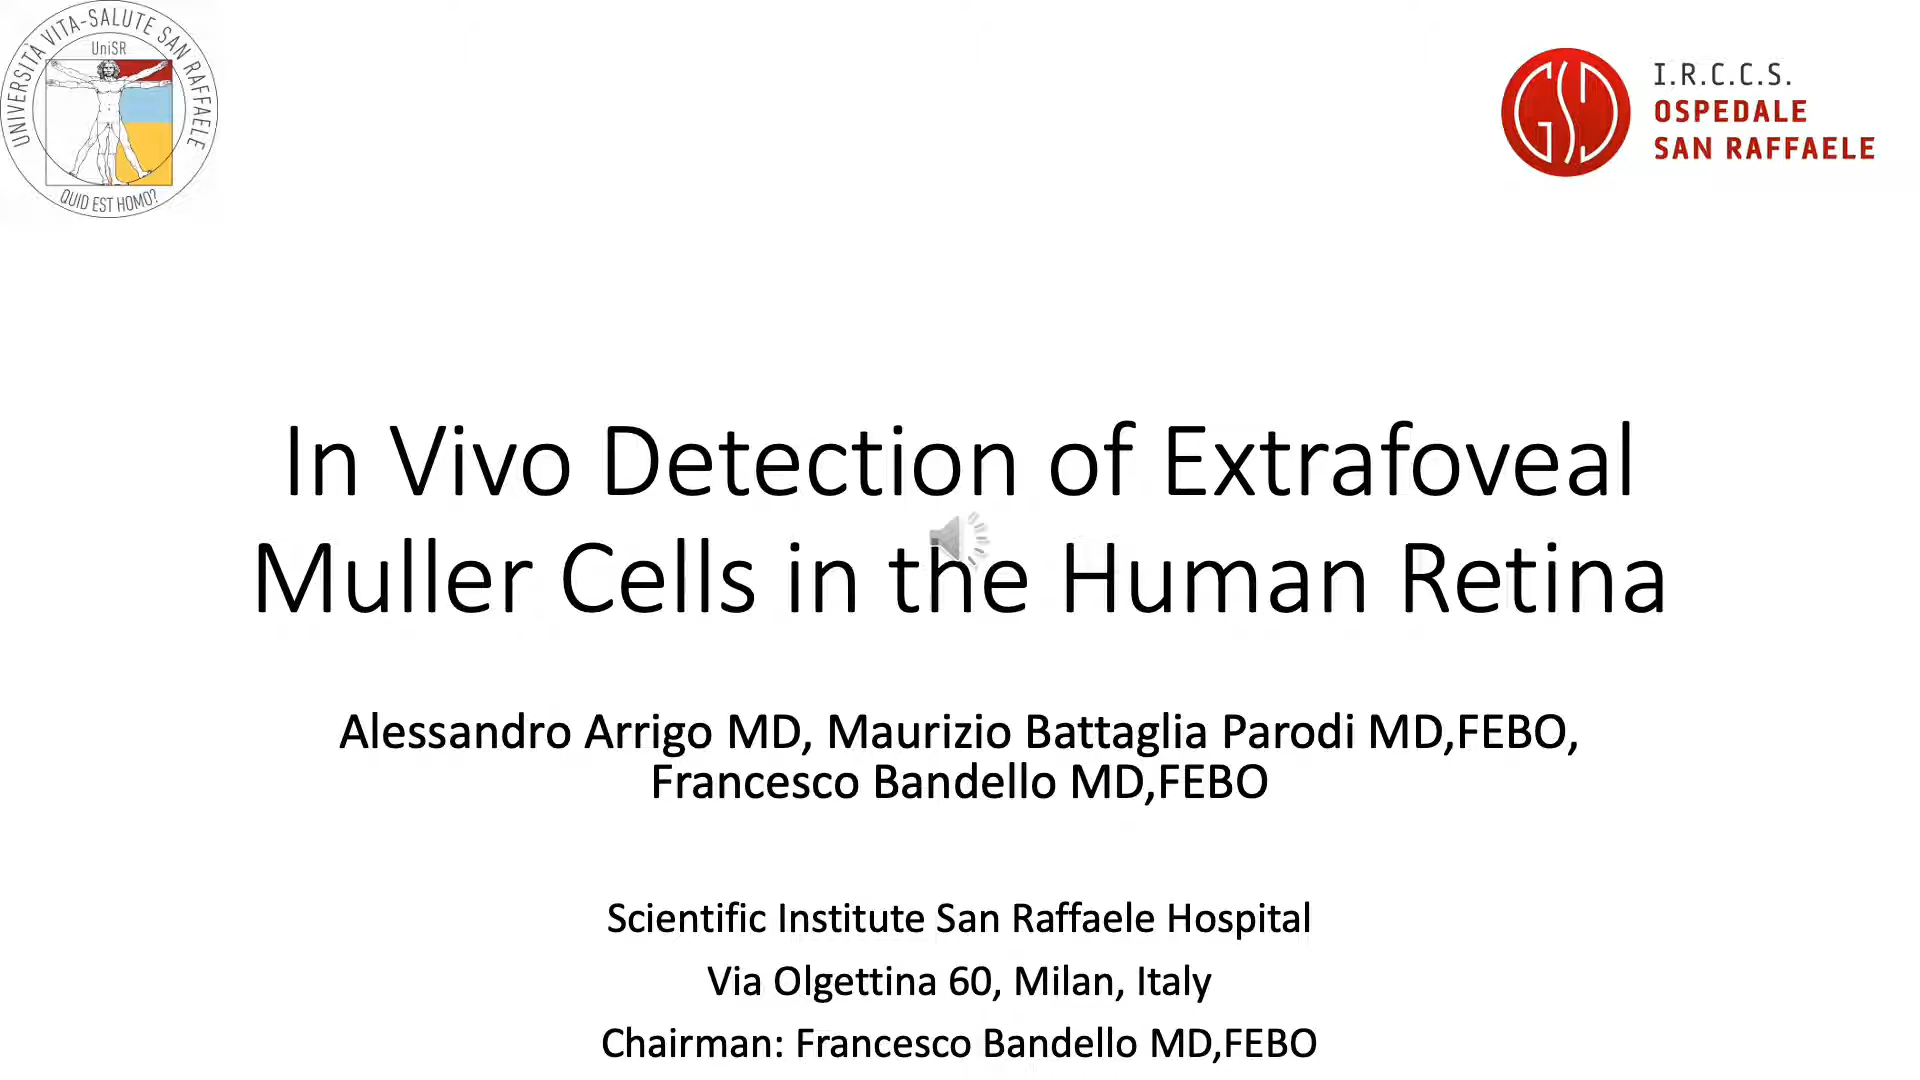 UNIVERSITÀ VITA-SALUTE SAN RAFFAELE
UniSR
QUID EST HOMO?
I.R.C.C.S.
OSPEDALE
SAN RAFFAELE
In Vivo Detection of Extrafoveal
Muller Cells in the Human Retina
Alessandro Arrigo MD, Maurizio Battaglia Parodi MD,FEBO,
Francesco Bandello MD,FEBO
Scientific Institute San Raffaele Hospital
Via Olgettina 60, Milan, Italy
Chairman: Francesco Bandello MD,FEBO